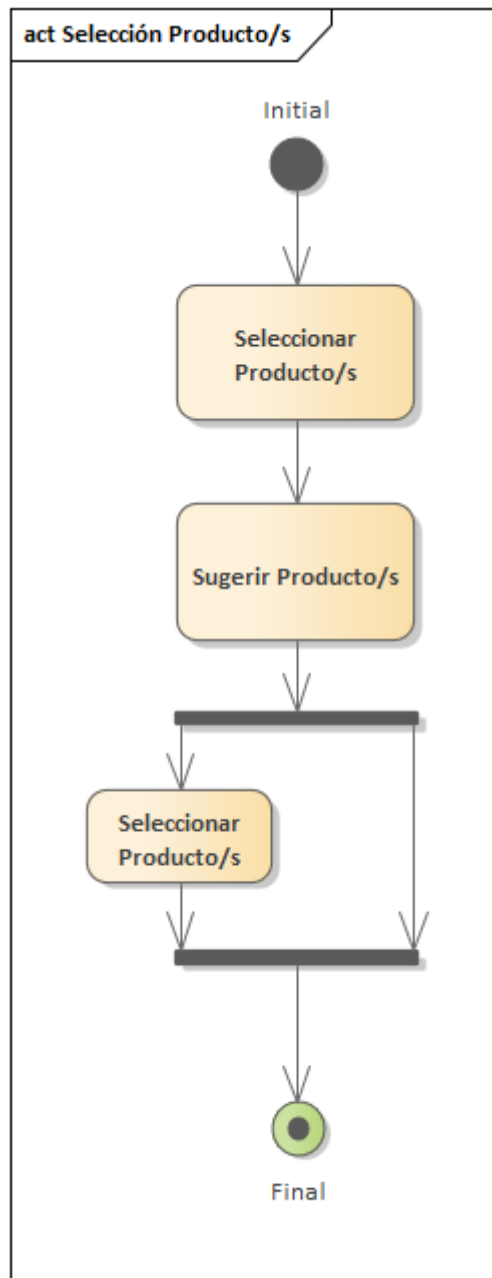 act Selección Producto/s
Initial
Seleccionar
Producto/s
Sugerir Producto/s
Seleccionar
Producto/s
Final